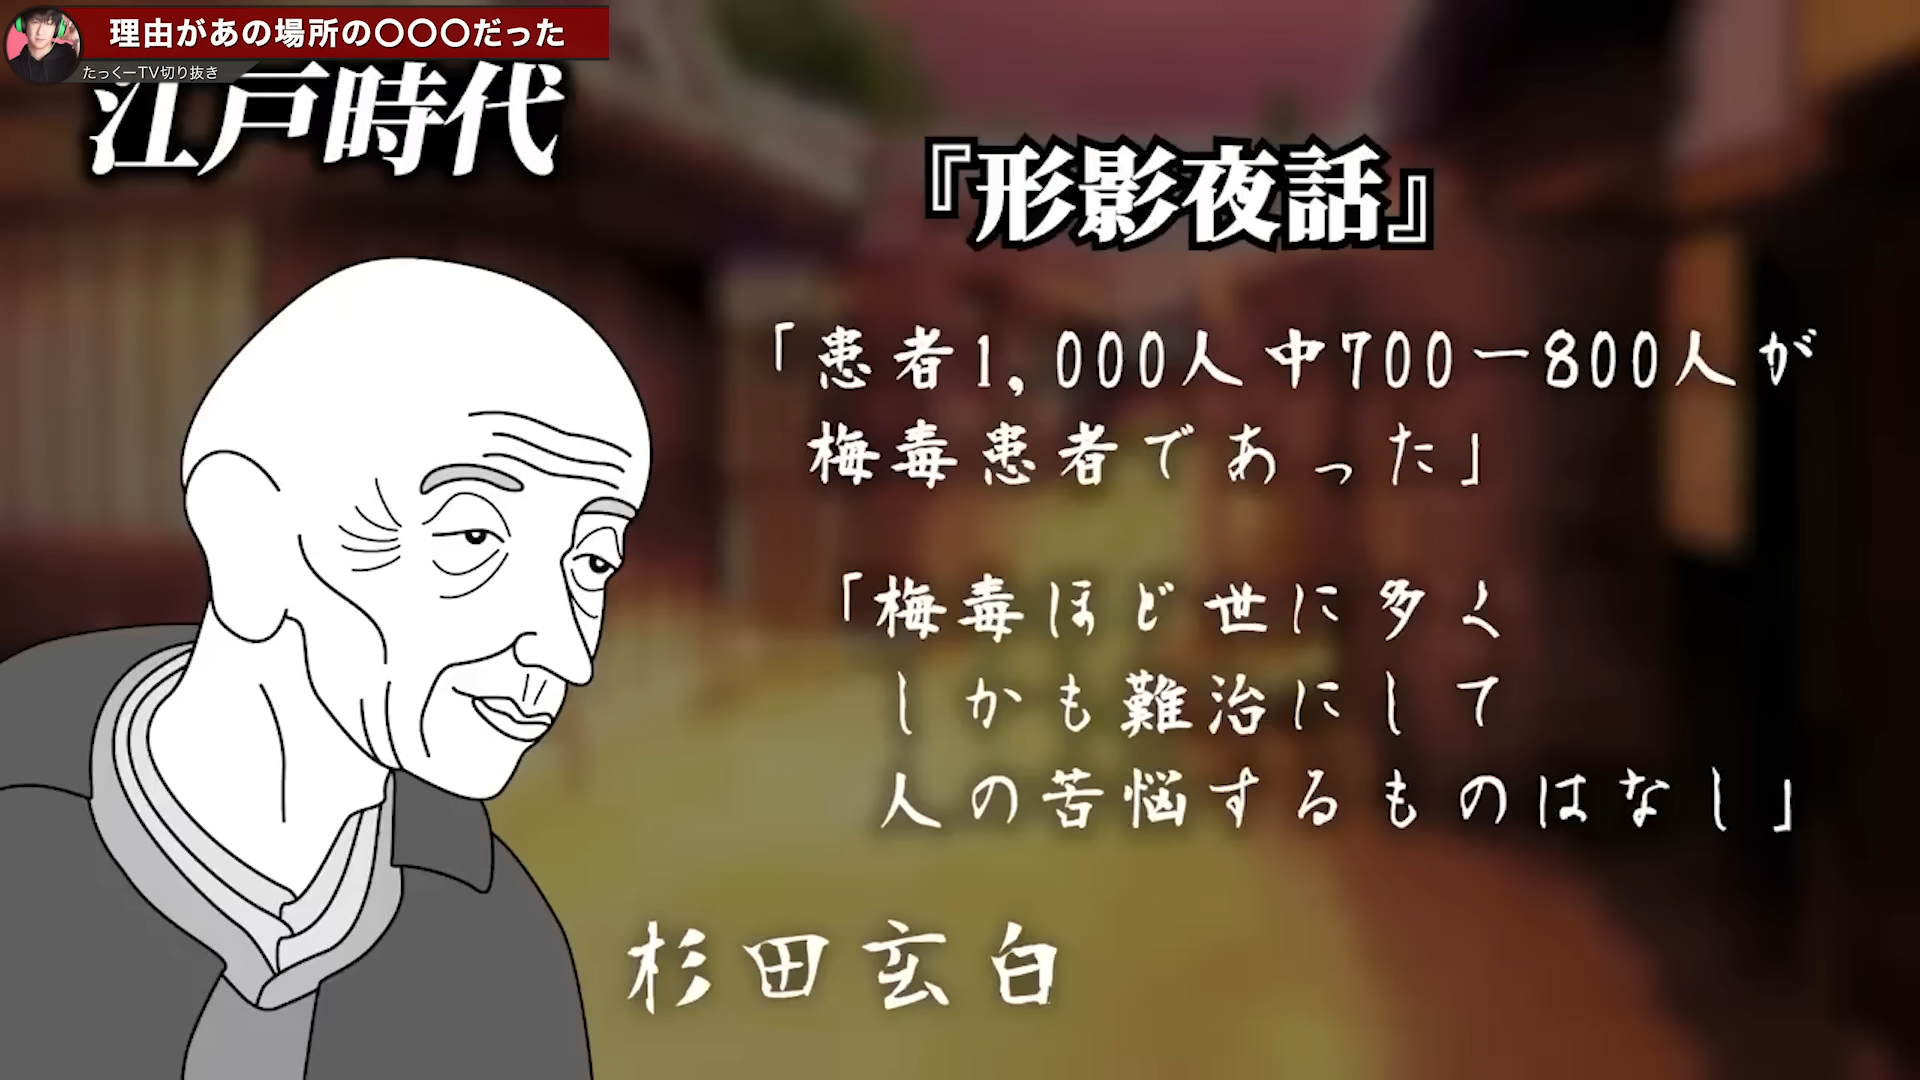 理由があの場所の〇〇〇だった
たっくーTV切り抜き
江戸時代
『形影夜話』
「患者1,000人中700ー800人が
梅毒患者であった」
「梅毒ほど世に多く
しかも難治にして
人の苦悩するものはなし」
杉田玄白